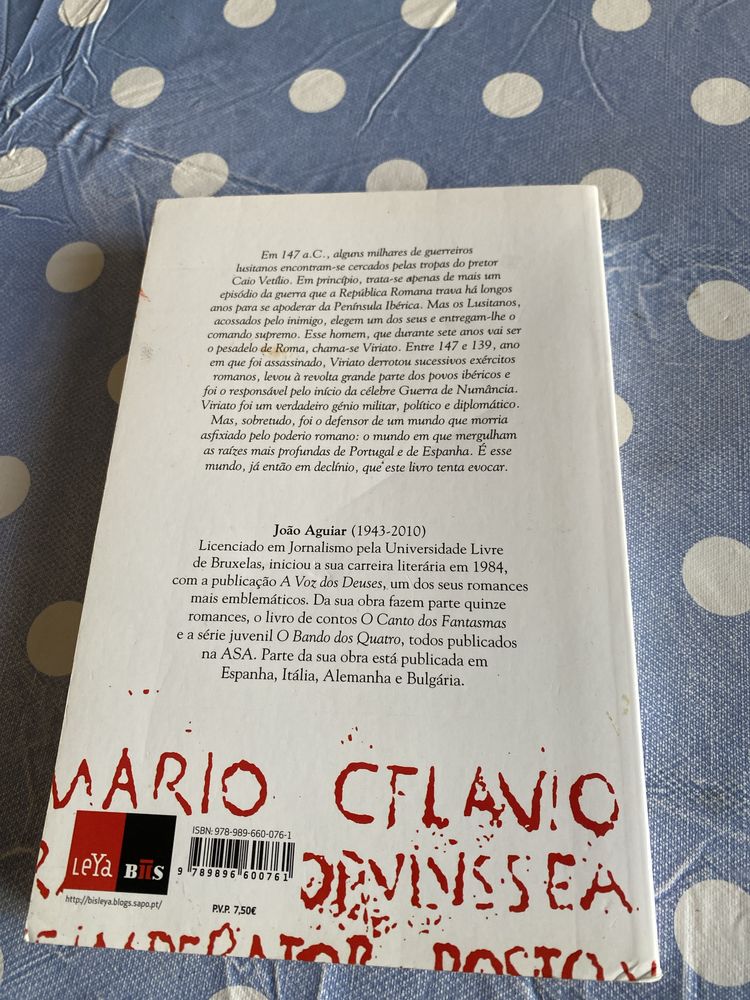 Em 147 a.C., alguns milhares de guerreiros
lusitanos encontram-se cercados pelas tropas do pretor
Caio Vetílio. Em princípio, trata-se apenas de mais um
episódio da guerra que a República Romana trava há longos
anos para se apoderar da Península Ibérica. Mas os Lusitanos,
acossados pelo inimigo, elegem um dos seus e entregam-lhe o
comando supremo. Esse homem, que durante sete anos vai ser
o pesadelo de Roma, chama-se Viriato. Entre 147 e 139, ano
em que foi assassinado, Viriato derrotou sucessivos exércitos
romanos, levou à revolta grande parte dos povos ibéricos e
foi o responsável pelo início da célebre Guerra de Numância.
Viriato foi um verdadeiro génio militar, político e diplomático.
Mas, sobretudo, foi o defensor de um mundo que morria
asfixiado pelo poderio romano: o mundo em que mergulham
as raízes mais profundas de Portugal e de Espanha. É esse
mundo, já então em declínio, que este livro tenta evocar.
João Aguiar (1943-2010)
Licenciado em Jornalismo pela Universidade Livre
de Bruxelas, iniciou a sua carreira literária em 1984,
com a publicação A Voz dos Deuses, um dos seus romances
mais emblemáticos. Da sua obra fazem parte quinze
romances, o livro de contos O Canto dos Fantasmas
e a série juvenil O Bando dos Quatro, todos publicados
na ASA. Parte da sua obra está publicada em
Espanha, Itália, Alemanha e Bulgária.
MARIO CFLAVIO
ISBN: 978-989-660-076-1
9 789896 600761
LEYA BIIS
http://bisleya.blogs.sapo.pt/
P.V.P. 7,50€